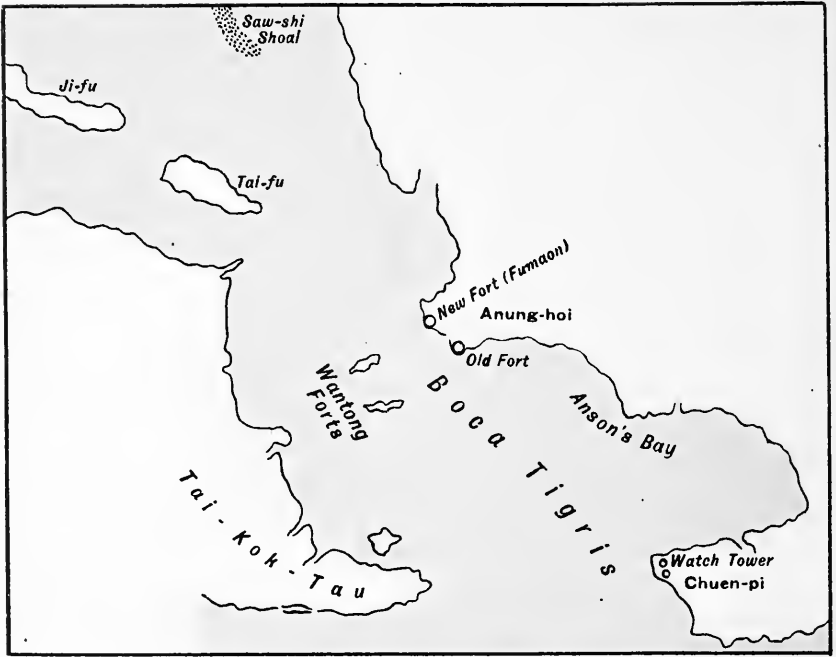 Saw-shi
Shoal
Ji-fu
Tai-fu
New Fort (Fumaon)
Anung-hoi
Old Fort
Wantong
Forts
Boca Tigris
Anson's Bay
Tai-Kok-Tau
Watch Tower
Chuen-pi